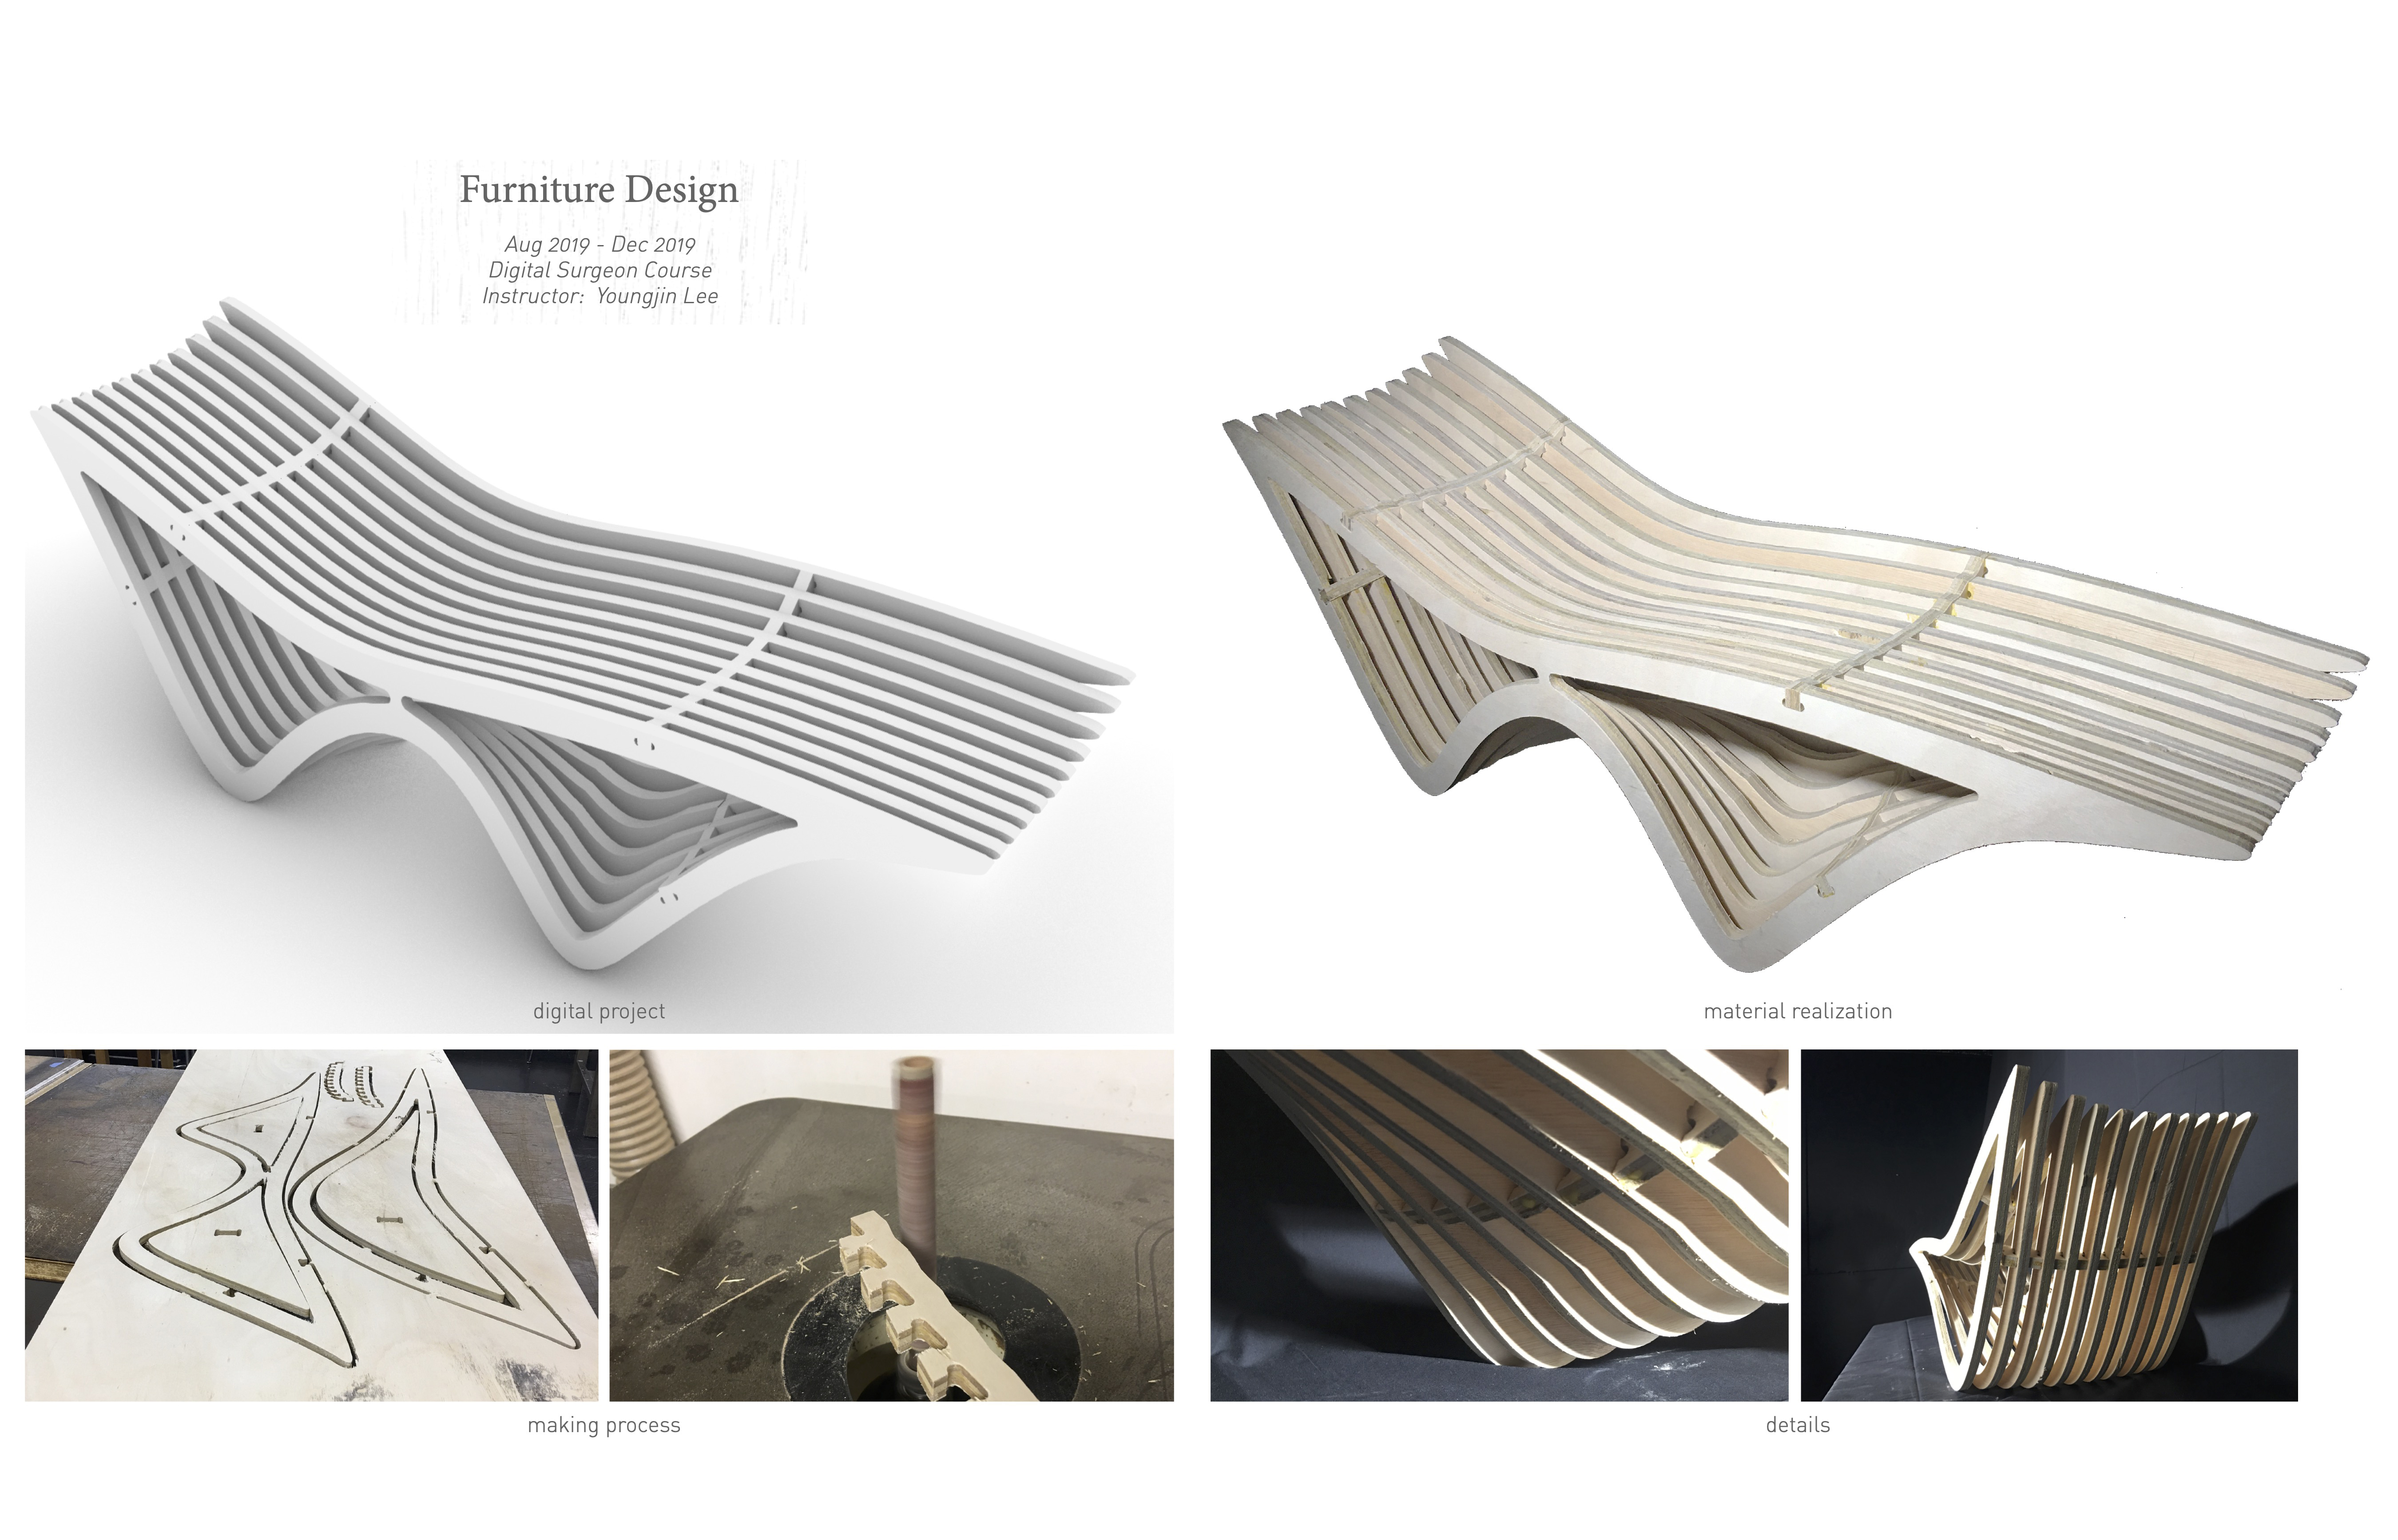 Furniture Design
Aug 2019 - Dec 2019
Digital Surgeon Course
Instructor: Youngjin Lee
digital project
material realization
making process
details